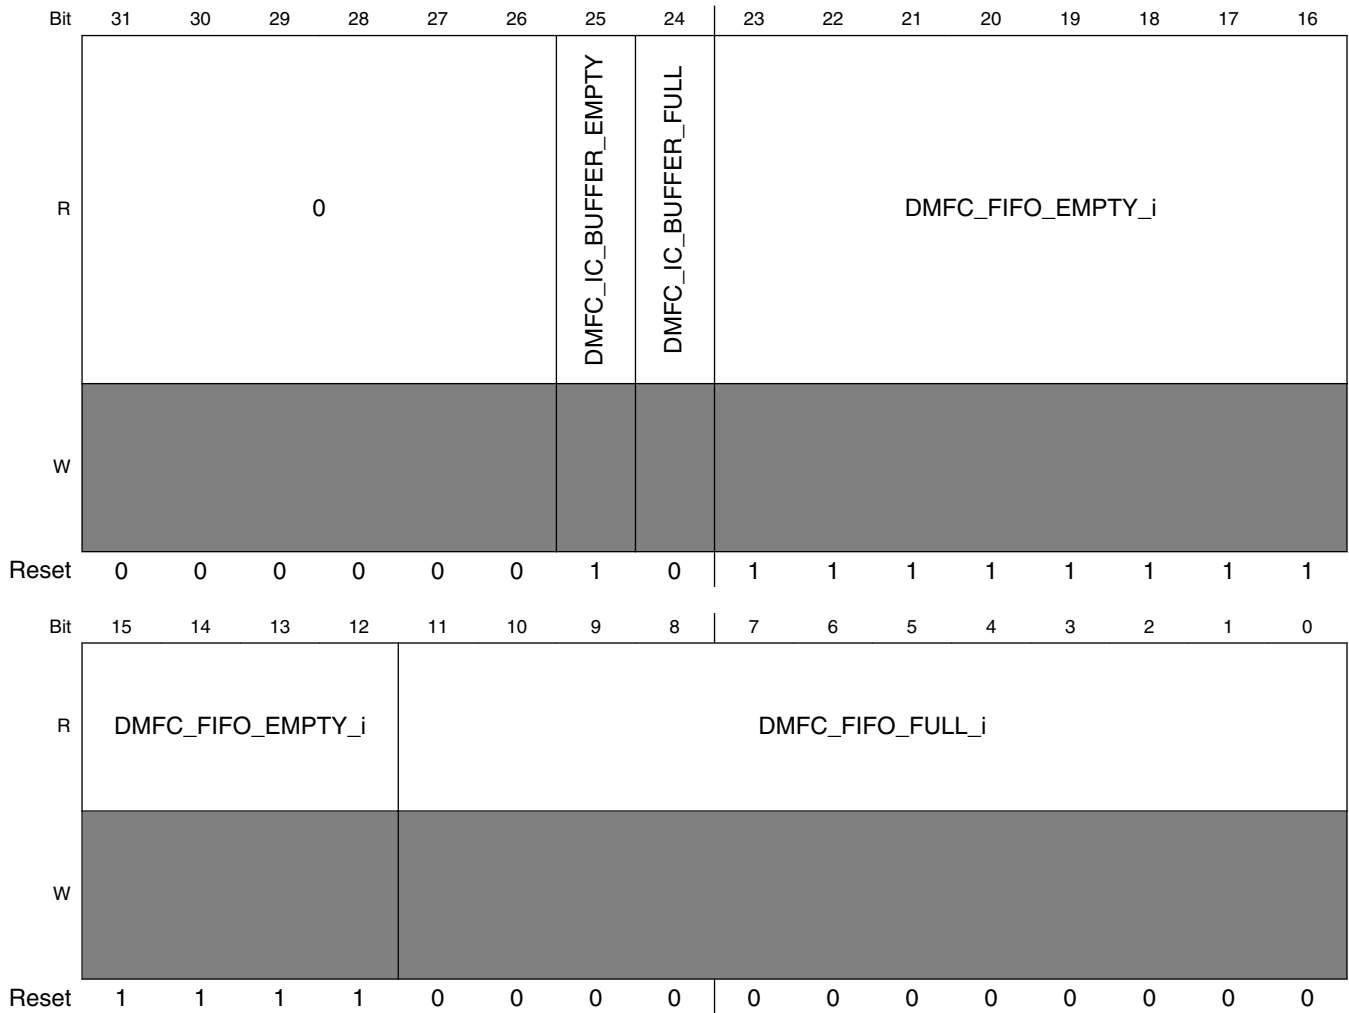 Bit 31 30 29 28 27 26 25 24 23 22 21 20 19 18 17 16
R 0 DMFC_IC_BUFFER_EMPTY DMFC_IC_BUFFER_FULL DMFC_FIFO_EMPTY_i
W
Reset 0 0 0 0 0 0 1 0 1 1 1 1 1 1 1 1
Bit 15 14 13 12 11 10 9 8 7 6 5 4 3 2 1 0
R DMFC_FIFO_EMPTY_i DMFC_FIFO_FULL_i
W
Reset 1 1 1 1 0 0 0 0 0 0 0 0 0 0 0 0